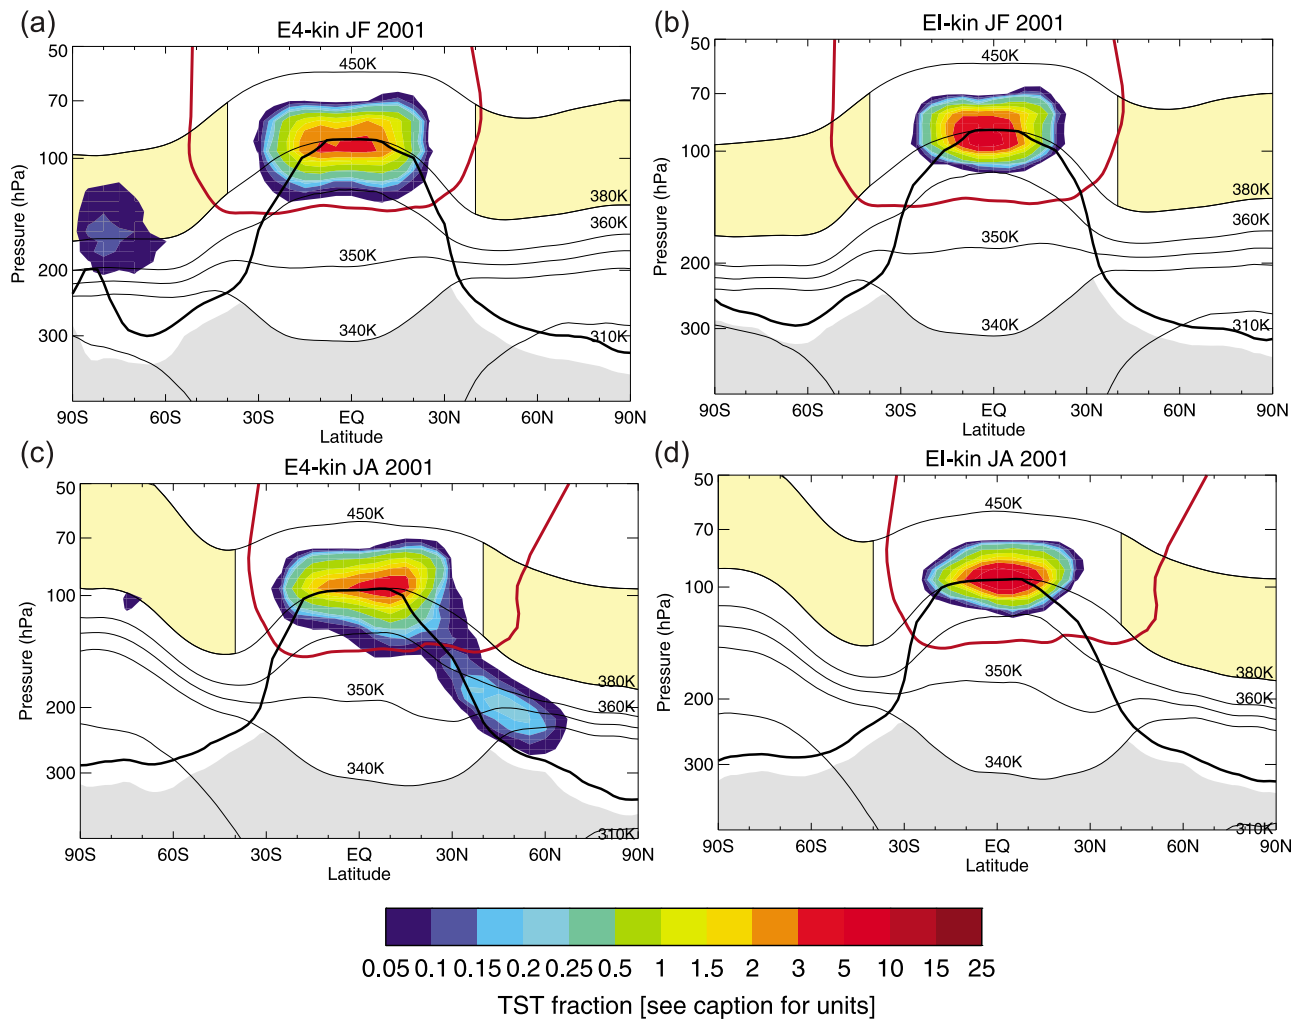 (a)
E4-kin JF 2001
50
70
100
200
300
Pressure (hPa)
450K
380K
360K
350K
340K
310K
90S 60S 30S EQ 30N 60N 90N
Latitude
(b)
EI-kin JF 2001
50
70
100
200
300
Pressure (hPa)
450K
380K
360K
350K
340K
310K
90S 60S 30S EQ 30N 60N 90N
Latitude
(c)
E4-kin JA 2001
50
70
100
200
300
Pressure (hPa)
450K
380K
360K
350K
340K
310K
90S 60S 30S EQ 30N 60N 90N
Latitude
(d)
EI-kin JA 2001
50
70
100
200
300
Pressure (hPa)
450K
380K
360K
350K
340K
310K
90S 60S 30S EQ 30N 60N 90N
Latitude
0.05 0.1 0.15 0.2 0.25 0.5 1 1.5 2 3 5 10 15 25
TST fraction [see caption for units]